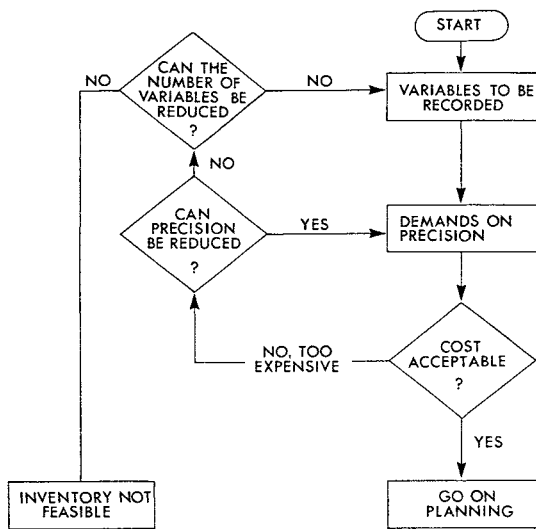 START
CAN THE
NUMBER OF
VARIABLES BE
REDUCED
?
NO
NO
VARIABLES TO BE
RECORDED
NO
CAN
PRECISION
BE REDUCED
?
YES
DEMANDS ON
PRECISION
NO, TOO
EXPENSIVE
COST
ACCEPTABLE
?
YES
INVENTORY NOT
FEASIBLE
GO ON
PLANNING